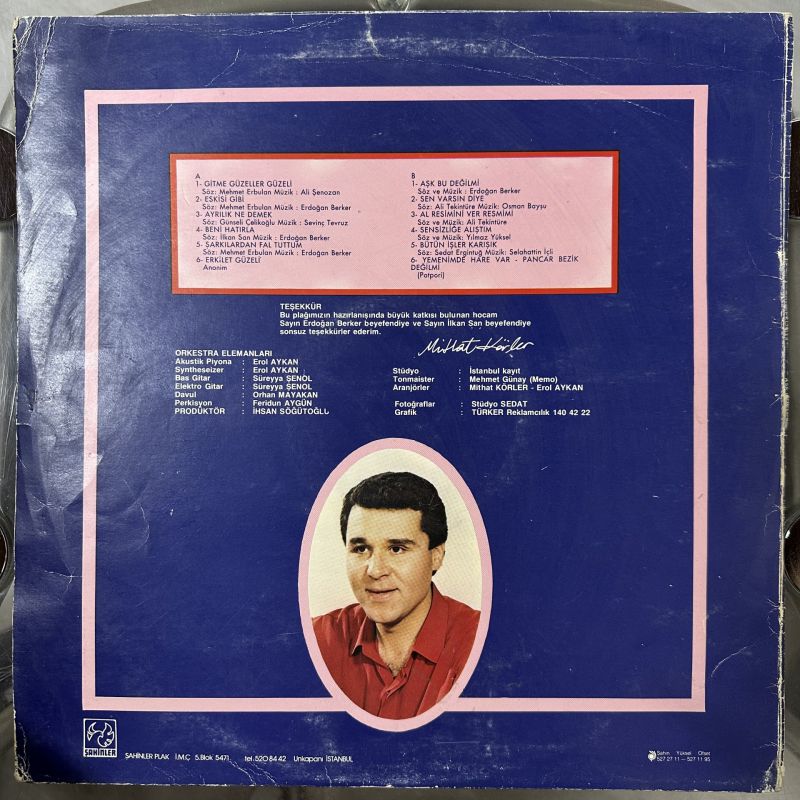 A
1- GİTME GÜZELLER GÜZELİ
Söz: Mehmet Erbulan Müzik : Ali Şenozan
2- ESKİSİ GİBİ
Söz: Mehmet Erbulan Müzik : Erdoğan Berker
3- AYRILIK NE DEMEK
Söz: Günseli Çelikoğlu Müzik : Sevinç Tevruz
4- BENİ HATIRLA
Söz: İlkan San Müzik : Erdoğan Berker
5- ŞARKILARDAN FAL TUTTUM
Söz: Mehmet Erbulan Müzik : Erdoğan Berker
6- ERKİLET GÜZELİ
Anonim
B
1- AŞK BU DEĞİLMİ
Söz ve Müzik : Erdoğan Berker
2- SEN VARSIN DİYE
Söz: Ali Tekintüre Müzik: Osman Bayşu
3- AL RESİMİNİ VER RESMİMİ
Söz ve Müzik : Ali Tekintüre
4- SENSİZLİĞE ALIŞTIM
Söz ve Müzik: Yılmaz Yüksel
5- BÜTÜN İŞLER KARIŞIK
Söz: Sedat Ergintuğ Müzik: Selahattin İçli
6- YEMENİMDE HARE VAR - PANCAR BEZİK
DEĞİLMİ
(Potpori)
TEŞEKKÜR
Bu plağımızın hazırlanışında büyük katkısı bulunan hocam
Sayın Erdoğan Berker beyefendiye ve Sayın İlkan San beyefendiye
sonsuz teşekkürler ederim.
Mithat Körler
ORKESTRA ELEMANLARI
Akustik Piyona : Erol AYKAN
Syntheseizer : Erol AYKAN
Bas Gitar : Süreyya ŞENOL
Elektro Gitar : Süreyya ŞENOL
Davul : Orhan MAYAKAN
Perkisyon : Feridun AYGÜN
PRODÜKTÖR : İHSAN SÖĞÜTOĞLU
Stüdyo : İstanbul kayıt
Tonmaister : Mehmet Günay (Memo)
Aranjörler : Mithat KÖRLER - Erol AYKAN
Fotoğraflar : Stüdyo SEDAT
Grafik : TÜRKER Reklamcılık 140 42 22
ŞAHİNLER
ŞAHİNLER PLAK İ.M.Ç 5.Blok 5471 tel.520 84 42 Unkapanı İSTANBUL
Şahin Yüksel Ofset
527 27 11 - 527 11 95